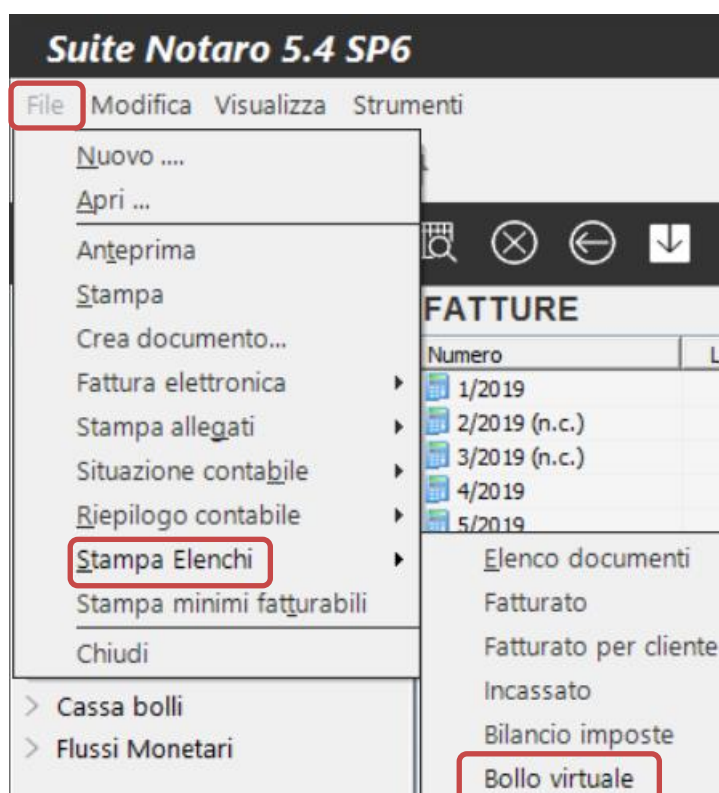 Suite Notaro 5.4 SP6
File Modifica Visualizza Strumenti
Nuovo ....
Apri ...
Anteprima
Stampa
Crea documento...
Fattura elettronica
Stampa allegati
Situazione contabile
Riepilogo contabile
Stampa Elenchi
Stampa minimi fatturabili
Chiudi
Cassa bolli
Flussi Monetari
FATTURE
Numero L
1/2019
2/2019 (n.c.)
3/2019 (n.c.)
4/2019
5/2019
Elenco documenti
Fatturato
Fatturato per cliente
Incassato
Bilancio imposte
Bollo virtuale